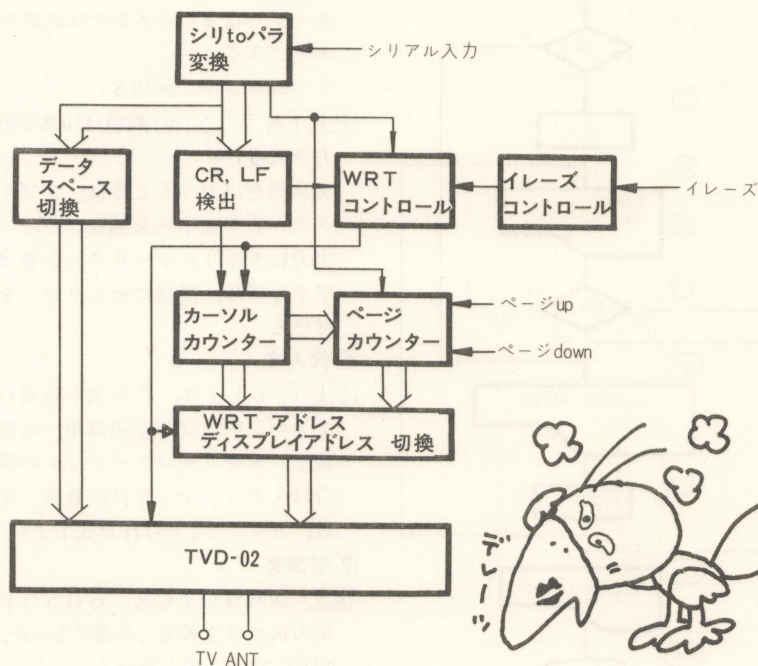 シリtoパラ
変換
シリアル入力
データ
スペース
切換
CR, LF
検出
WRT
コントロール
イレーズ
コントロール
イレーズ
カーソル
カウンター
ページ
カウンター
ページup
ページdown
WRT アドレス
ディスプレイアドレス 切換
TVD-02
TV ANT
デレーッ